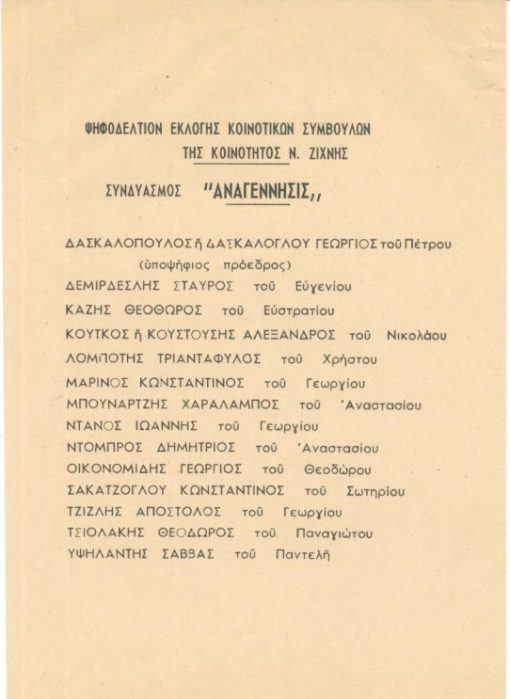 ΨΗΦΟΔΕΛΤΙΟΝ ΕΚΛΟΓΗΣ ΚΟΙΝΟΤΙΚΩΝ ΣΥΜΒΟΥΛΩΝ
ΤΗΣ ΚΟΙΝΟΤΗΤΟΣ Ν. ΖΙΧΝΗΣ
ΣΥΝΔΥΑΣΜΟΣ "ΑΝΑΓΕΝΝΗΣΙΣ,,
ΔΑΣΚΑΛΟΠΟΥΛΟΣ ἤ ΔΑΣΚΑΛΟΓΛΟΥ ΓΕΩΡΓΙΟΣ τοῦ Πέτρου
(ὑποψήφιος πρόεδρος)
ΔΕΜΙΡΔΕΣΛΗΣ ΣΤΑΥΡΟΣ τοῦ Εὐγενίου
ΚΑΖΗΣ ΘΕΟΘΩΡΟΣ τοῦ Εὐστρατίου
ΚΟΥΤΚΟΣ ἤ ΚΟΥΣΤΟΥΣΗΣ ΑΛΕΞΑΝΔΡΟΣ τοῦ Νικολάου
ΛΟΜΠΟΤΗΣ ΤΡΙΑΝΤΑΦΥΛΟΣ τοῦ Χρήστου
ΜΑΡΙΝΟΣ ΚΩΝΣΤΑΝΤΙΝΟΣ τοῦ Γεωργίου
ΜΠΟΥΝΑΡΤΖΗΣ ΧΑΡΑΛΑΜΠΟΣ τοῦ Ἀναστασίου
ΝΤΑΝΟΣ ΙΩΑΝΝΗΣ τοῦ Γεωργίου
ΝΤΟΜΠΡΟΣ ΔΗΜΗΤΡΙΟΣ τοῦ Ἀναστασίου
ΟΙΚΟΝΟΜΙΔΗΣ ΓΕΩΡΓΙΟΣ τοῦ Θεοδώρου
ΣΑΚΑΤΖΟΓΛΟΥ ΚΩΝΣΤΑΝΤΙΝΟΣ τοῦ Σωτηρίου
ΤΖΙΖΛΗΣ ΑΠΟΣΤΟΛΟΣ τοῦ Γεωργίου
ΤΣΙΟΛΑΚΗΣ ΘΕΟΔΩΡΟΣ τοῦ Παναγιώτου
ΥΨΗΛΑΝΤΗΣ ΣΑΒΒΑΣ τοῦ Παντελῆ